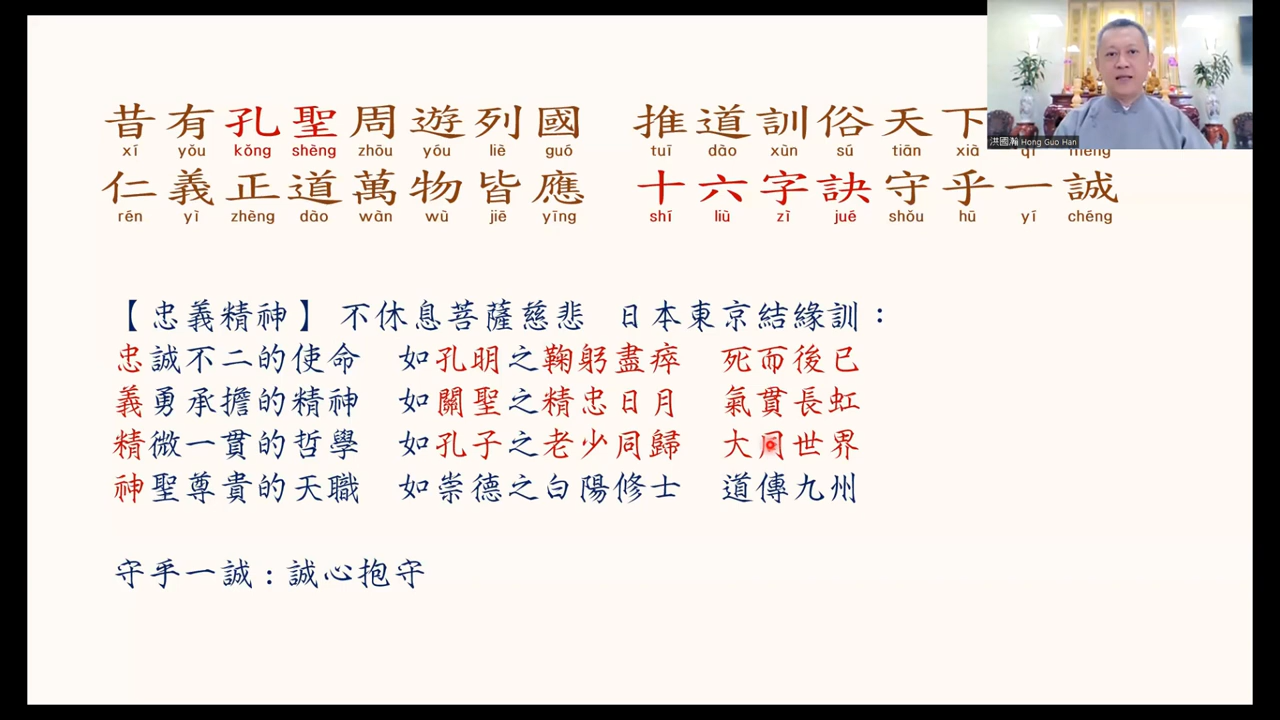 昔有孔聖周遊列國 推道訓俗天下
xí yǒu kǒng shèng zhōu yóu liè guó tuī dào xùn sú tiān xià qí méng
洪國瀚 Hong Guo Han
仁義正道萬物皆應 十六字訣守乎一誠
rén yì zhèng dào wàn wù jiē yīng shí liù zì jué shǒu hū yí chéng
【忠義精神】 不休息菩薩慈悲 日本東京結緣訓：
忠誠不二的使命 如孔明之鞠躬盡瘁 死而後已
義勇承擔的精神 如關聖之精忠日月 氣貫長虹
精微一貫的哲學 如孔子之老少同歸 大同世界
神聖尊貴的天職 如崇德之白陽修士 道傳九州
守乎一誠：誠心抱守